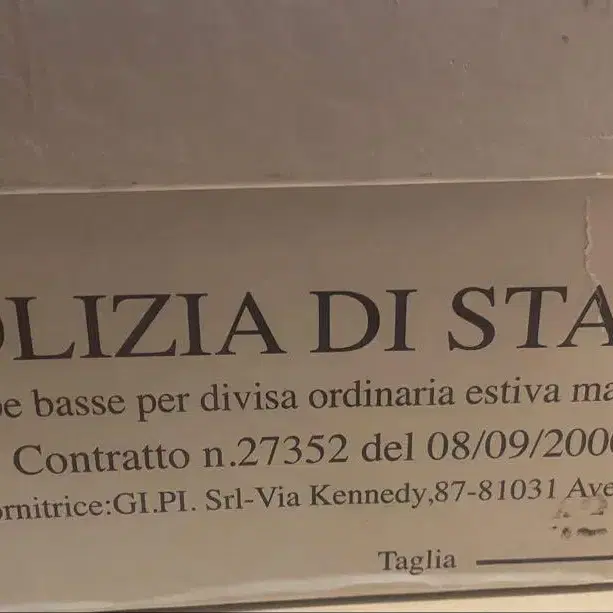 OLIZIA DI STA
pe basse per divisa ordinaria estiva ma
Contratto n.27352 del 08/09/200
ornitrice:GI.PI. Srl-Via Kennedy,87-81031 Ave
Taglia